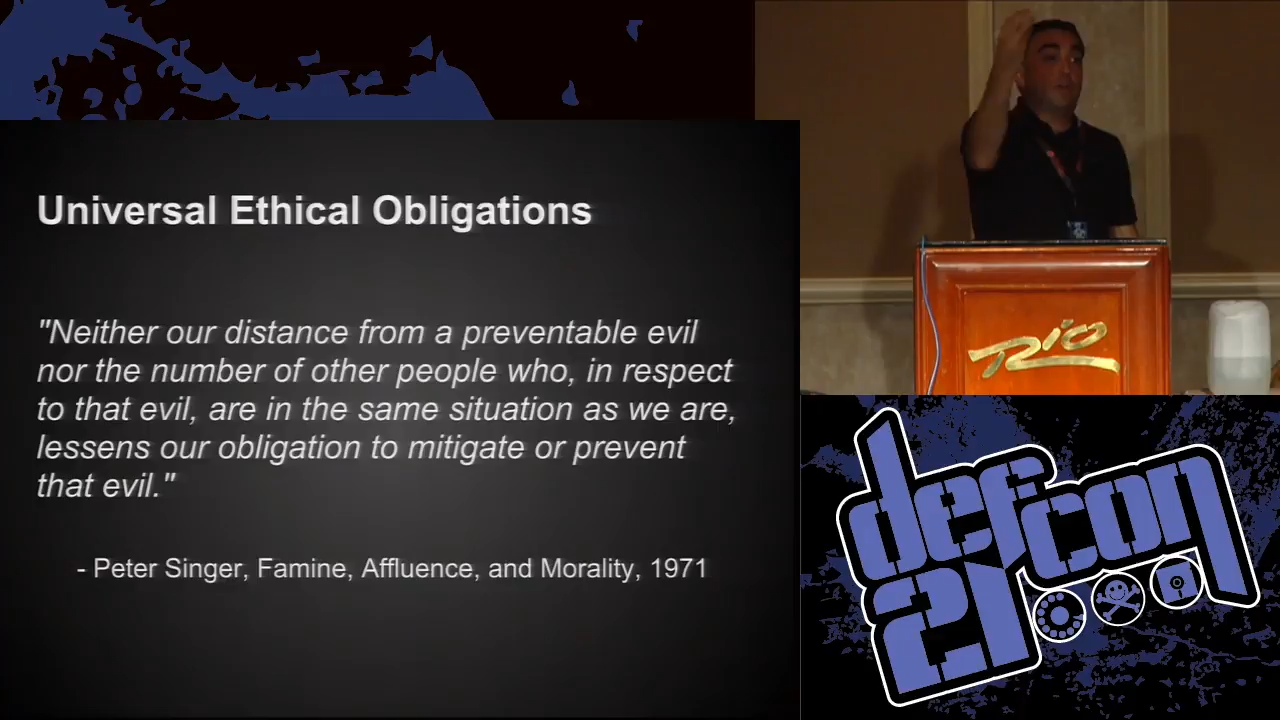 Universal Ethical Obligations
"Neither our distance from a preventable evil
nor the number of other people who, in respect
to that evil, are in the same situation as we are,
lessens our obligation to mitigate or prevent
that evil."
- Peter Singer, Famine, Affluence, and Morality, 1971
Rio
defcon
21